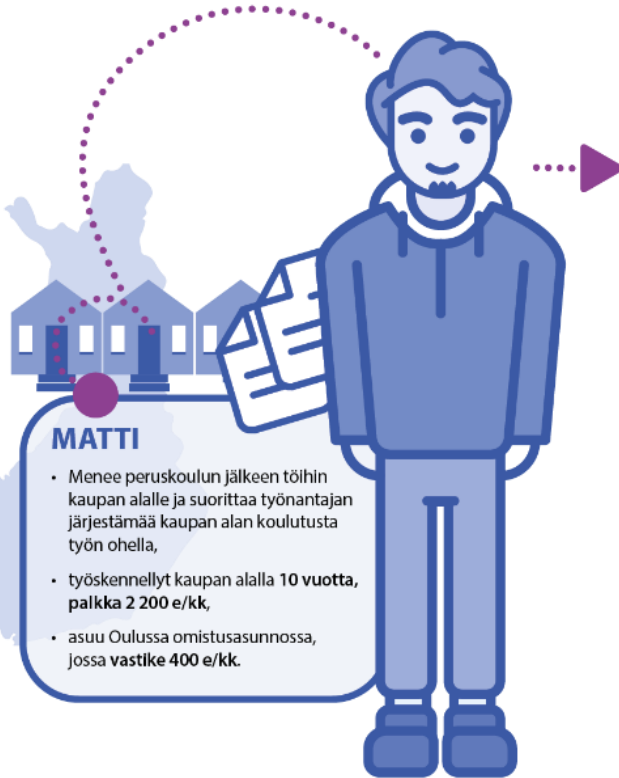 MATTI
• Menee peruskoulun jälkeen töihin
kaupan alalle ja suorittaa työnantajan
järjestämää kaupan alan koulutusta
työn ohella,
• työskennellyt kaupan alalla 10 vuotta,
palkka 2 200 e/kk,
• asuu Oulussa omistusasunnossa,
jossa vastike 400 e/kk.